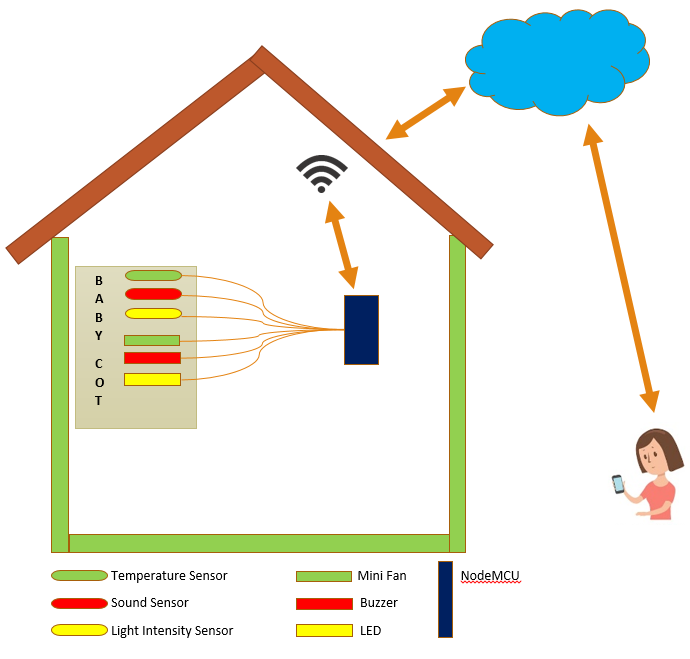 B
A
B
Y
C
O
T
Temperature Sensor
Mini Fan
NodeMCU
Sound Sensor
Buzzer
Light Intensity Sensor
LED